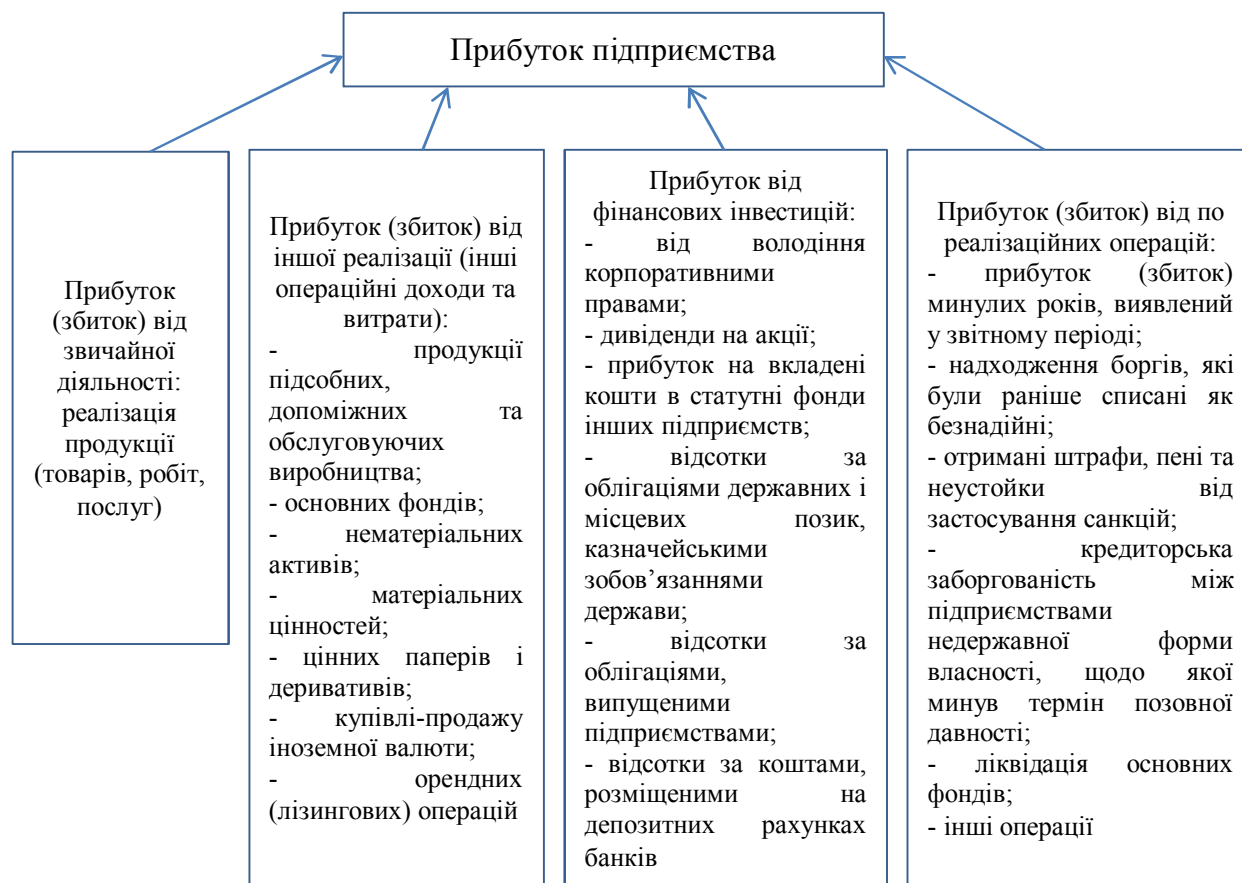 Прибуток підприємства
Прибуток
(збиток) від
звичайної
діяльності:
реалізація
продукції
(товарів, робіт,
послуг)
Прибуток (збиток) від
іншої реалізації (інші
операційні доходи та
витрати):
- продукції
підсобних,
допоміжних та
обслуговуючих
виробництва;
- основних фондів;
- нематеріальних
активів;
- матеріальних
цінностей;
- цінних паперів і
деривативів;
- купівлі-продажу
іноземної валюти;
- орендних
(лізингових) операцій
Прибуток від
фінансових інвестицій:
- від володіння
корпоративними
правами;
- дивіденди на акції;
- прибуток на вкладені
кошти в статутні фонди
інших підприємств;
- відсотки за
облігаціями державних і
місцевих позик,
казначейськими
зобов’язаннями
держави;
- відсотки за
облігаціями,
випущеними
підприємствами;
- відсотки за коштами,
розміщеними на
депозитних рахунках
банків
Прибуток (збиток) від по
реалізаційних операцій:
- прибуток (збиток)
минулих років, виявлений
у звітному періоді;
- надходження боргів, які
були раніше списані як
безнадійні;
- отримані штрафи, пені та
неустойки від
застосування санкцій;
- кредиторська
заборгованість між
підприємствами
недержавної форми
власності, щодо якої
минув термін позовної
давності;
- ліквідація основних
фондів;
- інші операції